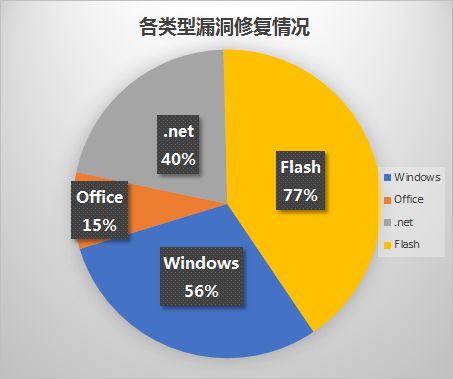 各类型漏洞修复情况
.net
40%
Flash
77%
Office
15%
Windows
56%
Windows
Office
.net
Flash